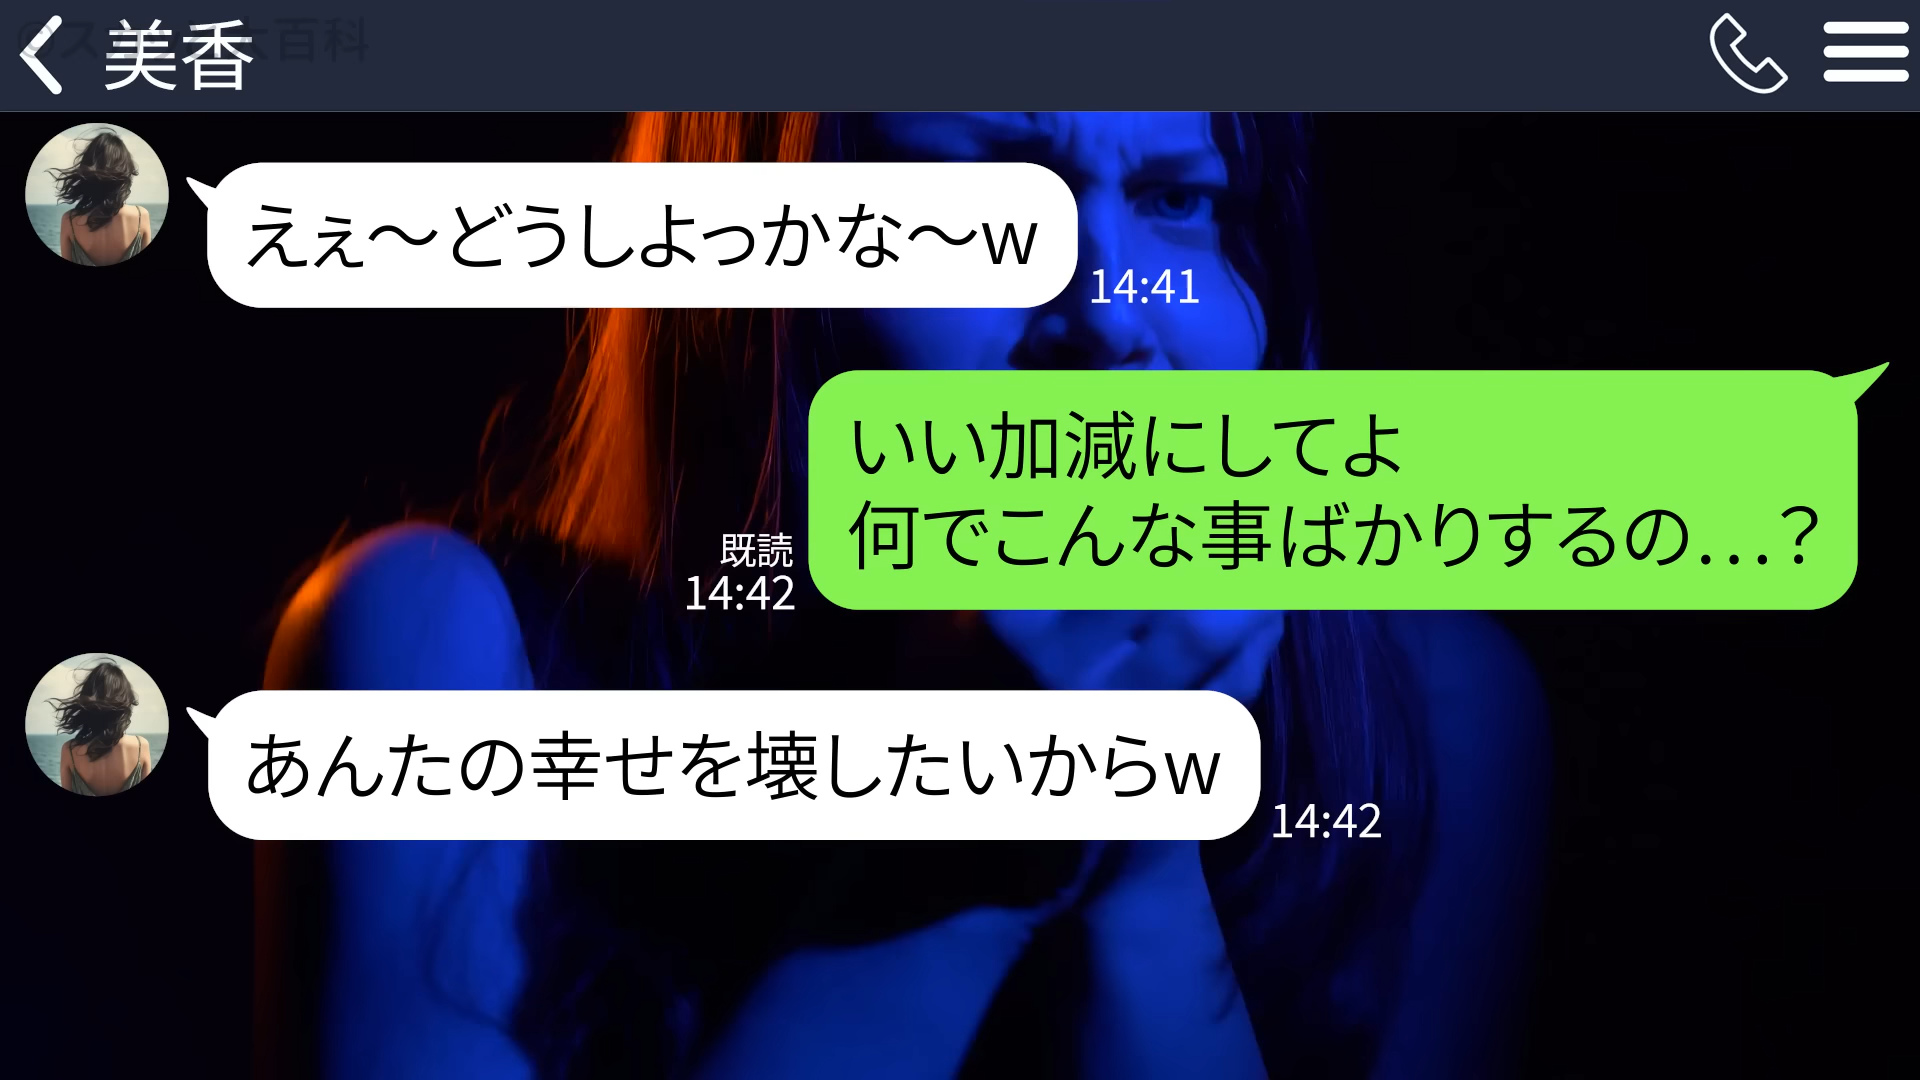 美香
えぇ〜どうしよっかな〜w
14:41
いい加減にしてよ
何でこんな事ばかりするの…？
既読
14:42
あんたの幸せを壊したいからw
14:42